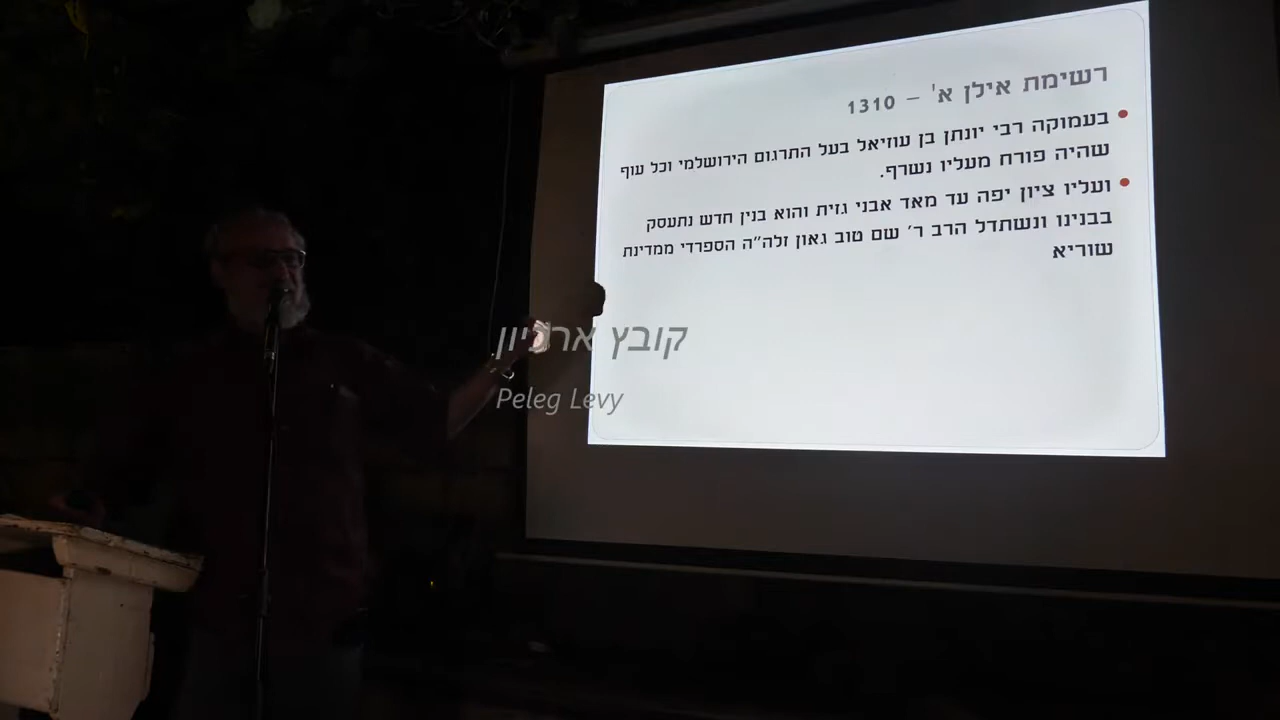 רשימת אילן א' – 1310
• בעמוקה רבי יונתן בן עוזיאל בעל התרגום הירושלמי וכל עוף
שהיה פורח מעליו נשרף.
• ועליו ציון יפה עד מאד אבני גזית והוא בנין חדש נתעסק
בבנינו ונשתדל הרב ר' שם טוב גאון זלה"ה הספרדי ממדינת
שוריא
קובץ ארכיון
Peleg Levy